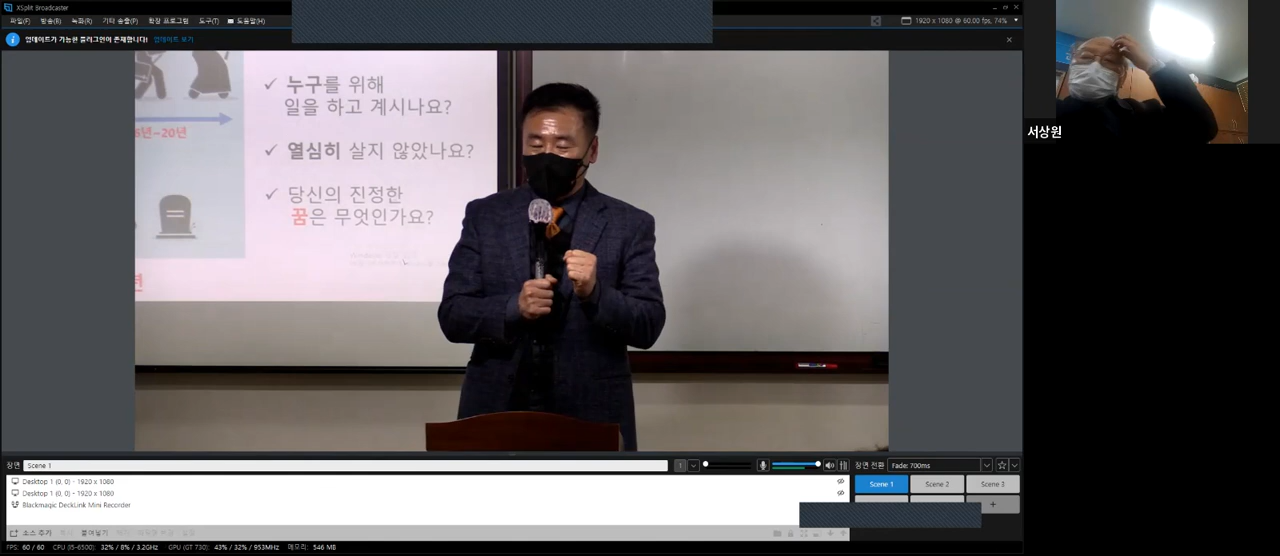 XSplit Broadcaster
파일(F) 방송(B) 녹화(R) 기타 송출(P) 확장 프로그램 도구(T) 도움말(H)
1920 x 1080 @ 60.00 fps, 74%
업데이트가 가능한 플러그인이 존재합니다! 업데이트 보기
✓ 누구를 위해
일을 하고 계시나요?
5년~20년
✓ 열심히 살지 않았나요?
✓ 당신의 진정한
꿈은 무엇인가요?
년
서상원
장면 Scene 1
1
장면 전환 Fade: 700ms
Desktop 1 (0, 0) - 1920 x 1080
Desktop 1 (0, 0) - 1920 x 1080
Blackmagic DeckLink Mini Recorder
Scene 1 Scene 2 Scene 3
+
소스 추가 붙여넣기
FPS: 60 / 60 CPU (i5-6500): 32% / 8% / 3.2GHz GPU (GT 730): 43% / 32% / 953MHz 메모리: 546 MB